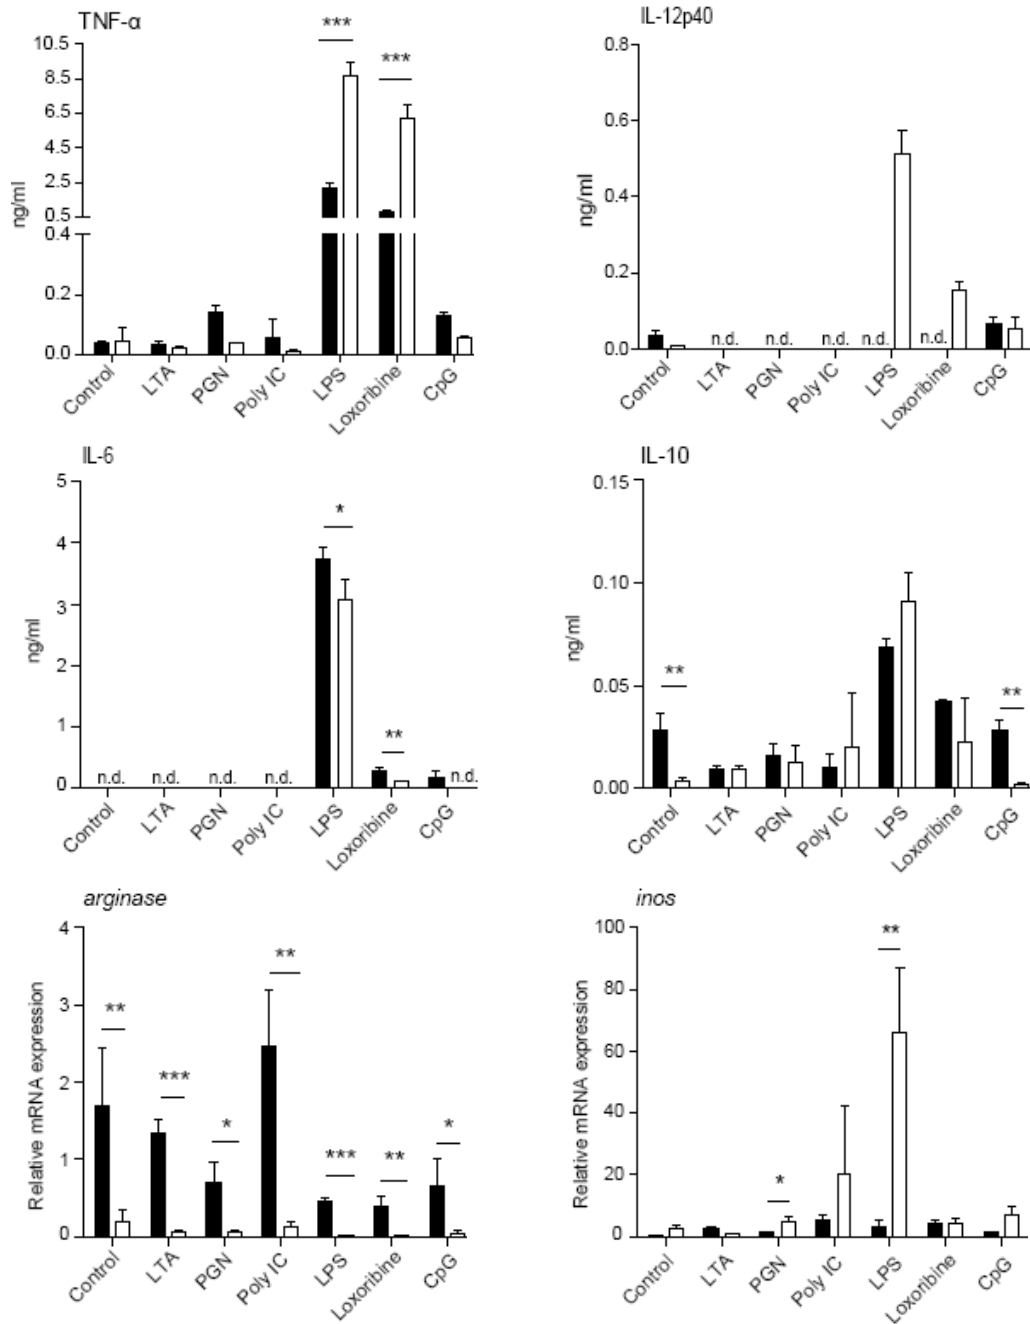 TNF-α
10.5
8.5
6.5
4.5
2.5
0.5
0.4
0.2
0.0
ng/ml
***
***
Control
LTA
PGN
Poly IC
LPS
Loxoribine
CpG
IL-12p40
0.8
0.6
0.4
0.2
0.0
ng/ml
n.d.
n.d.
n.d.
n.d.
n.d.
Control
LTA
PGN
Poly IC
LPS
Loxoribine
CpG
IL-6
5
4
3
2
1
0
ng/ml
n.d.
n.d.
n.d.
n.d.
*
**
n.d.
Control
LTA
PGN
Poly IC
LPS
Loxoribine
CpG
IL-10
0.15
0.10
0.05
0.00
ng/ml
**
**
Control
LTA
PGN
Poly IC
LPS
Loxoribine
CpG
arginase
4
3
2
1
0
Relative mRNA expression
**
***
*
**
***
**
*
Control
LTA
PGN
Poly IC
LPS
Loxoribine
CpG
inos
100
80
60
40
20
0
Relative mRNA expression
*
**
Control
LTA
PGN
Poly IC
LPS
Loxoribine
CpG